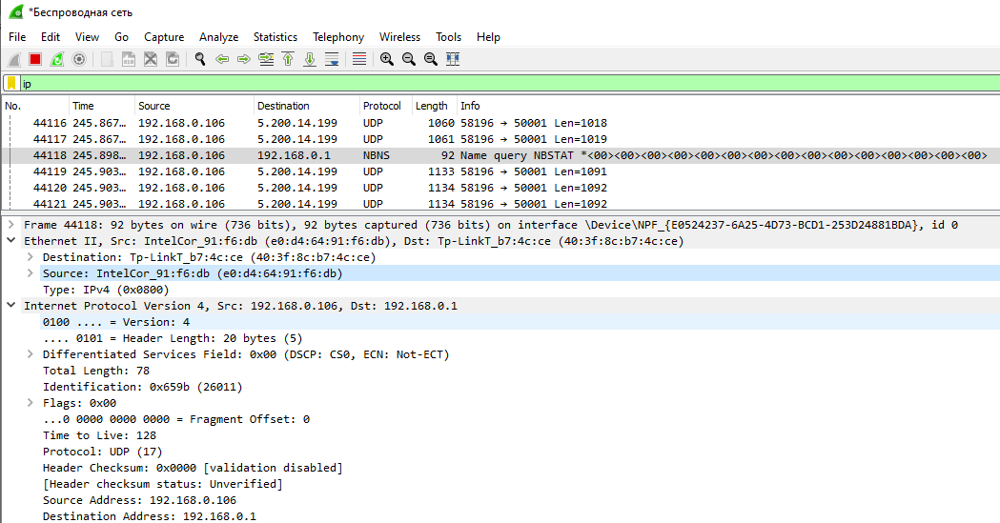 *Беспроводная сеть
File Edit View Go Capture Analyze Statistics Telephony Wireless Tools Help
ip
No. Time Source Destination Protocol Length Info
44116 245.867… 192.168.0.106 5.200.14.199 UDP 1060 58196 → 50001 Len=1018
44117 245.867… 192.168.0.106 5.200.14.199 UDP 1061 58196 → 50001 Len=1019
44118 245.898… 192.168.0.106 192.168.0.1 NBNS 92 Name query NBSTAT *<00><00><00><00><00><00><00><00><00><00><00><00><00><00><00>
44119 245.903… 192.168.0.106 5.200.14.199 UDP 1133 58196 → 50001 Len=1091
44120 245.903… 192.168.0.106 5.200.14.199 UDP 1134 58196 → 50001 Len=1092
44121 245.903… 192.168.0.106 5.200.14.199 UDP 1134 58196 → 50001 Len=1092
Frame 44118: 92 bytes on wire (736 bits), 92 bytes captured (736 bits) on interface \Device\NPF_{E0524237-6A25-4D73-BCD1-253D24881BDA}, id 0
Ethernet II, Src: IntelCor_91:f6:db (e0:d4:64:91:f6:db), Dst: Tp-LinkT_b7:4c:ce (40:3f:8c:b7:4c:ce)
Destination: Tp-LinkT_b7:4c:ce (40:3f:8c:b7:4c:ce)
Source: IntelCor_91:f6:db (e0:d4:64:91:f6:db)
Type: IPv4 (0x0800)
Internet Protocol Version 4, Src: 192.168.0.106, Dst: 192.168.0.1
0100 .... = Version: 4
.... 0101 = Header Length: 20 bytes (5)
Differentiated Services Field: 0x00 (DSCP: CS0, ECN: Not-ECT)
Total Length: 78
Identification: 0x659b (26011)
Flags: 0x00
...0 0000 0000 0000 = Fragment Offset: 0
Time to Live: 128
Protocol: UDP (17)
Header Checksum: 0x0000 [validation disabled]
[Header checksum status: Unverified]
Source Address: 192.168.0.106
Destination Address: 192.168.0.1